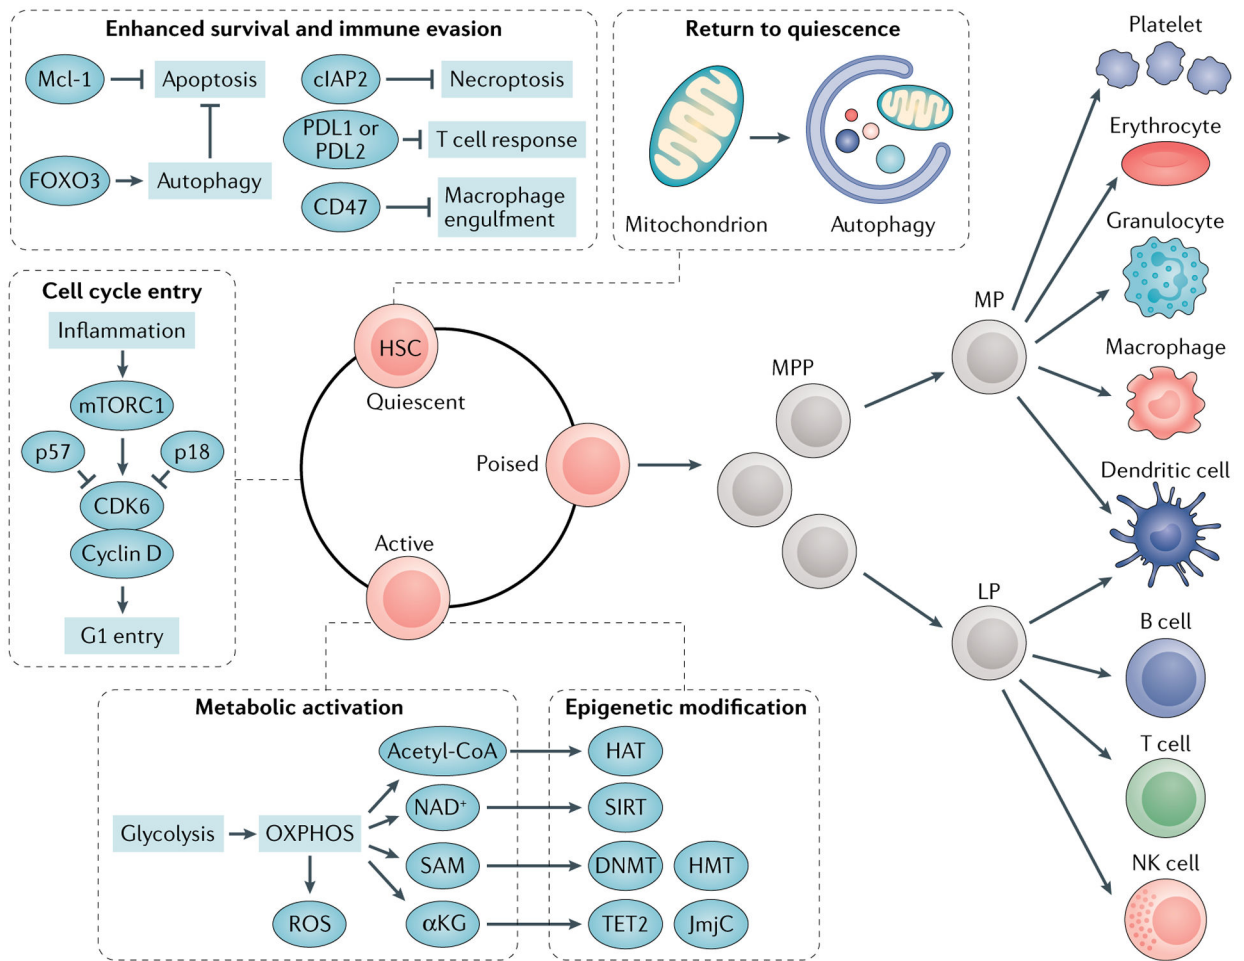 Enhanced survival and immune evasion
Mcl-1
Apoptosis
cIAP2
Necroptosis
PDL1 or
PDL2
T cell response
FOXO3
Autophagy
CD47
Macrophage
engulfment
Return to quiescence
Mitochondrion
Autophagy
Cell cycle entry
Inflammation
mTORC1
p57
p18
CDK6
Cyclin D
G1 entry
HSC
Quiescent
Poised
Active
MPP
MP
LP
Platelet
Erythrocyte
Granulocyte
Macrophage
Dendritic cell
B cell
T cell
NK cell
Metabolic activation
Glycolysis
OXPHOS
ROS
Acetyl-CoA
NAD⁺
SAM
αKG
Epigenetic modification
HAT
SIRT
DNMT
HMT
TET2
JmjC